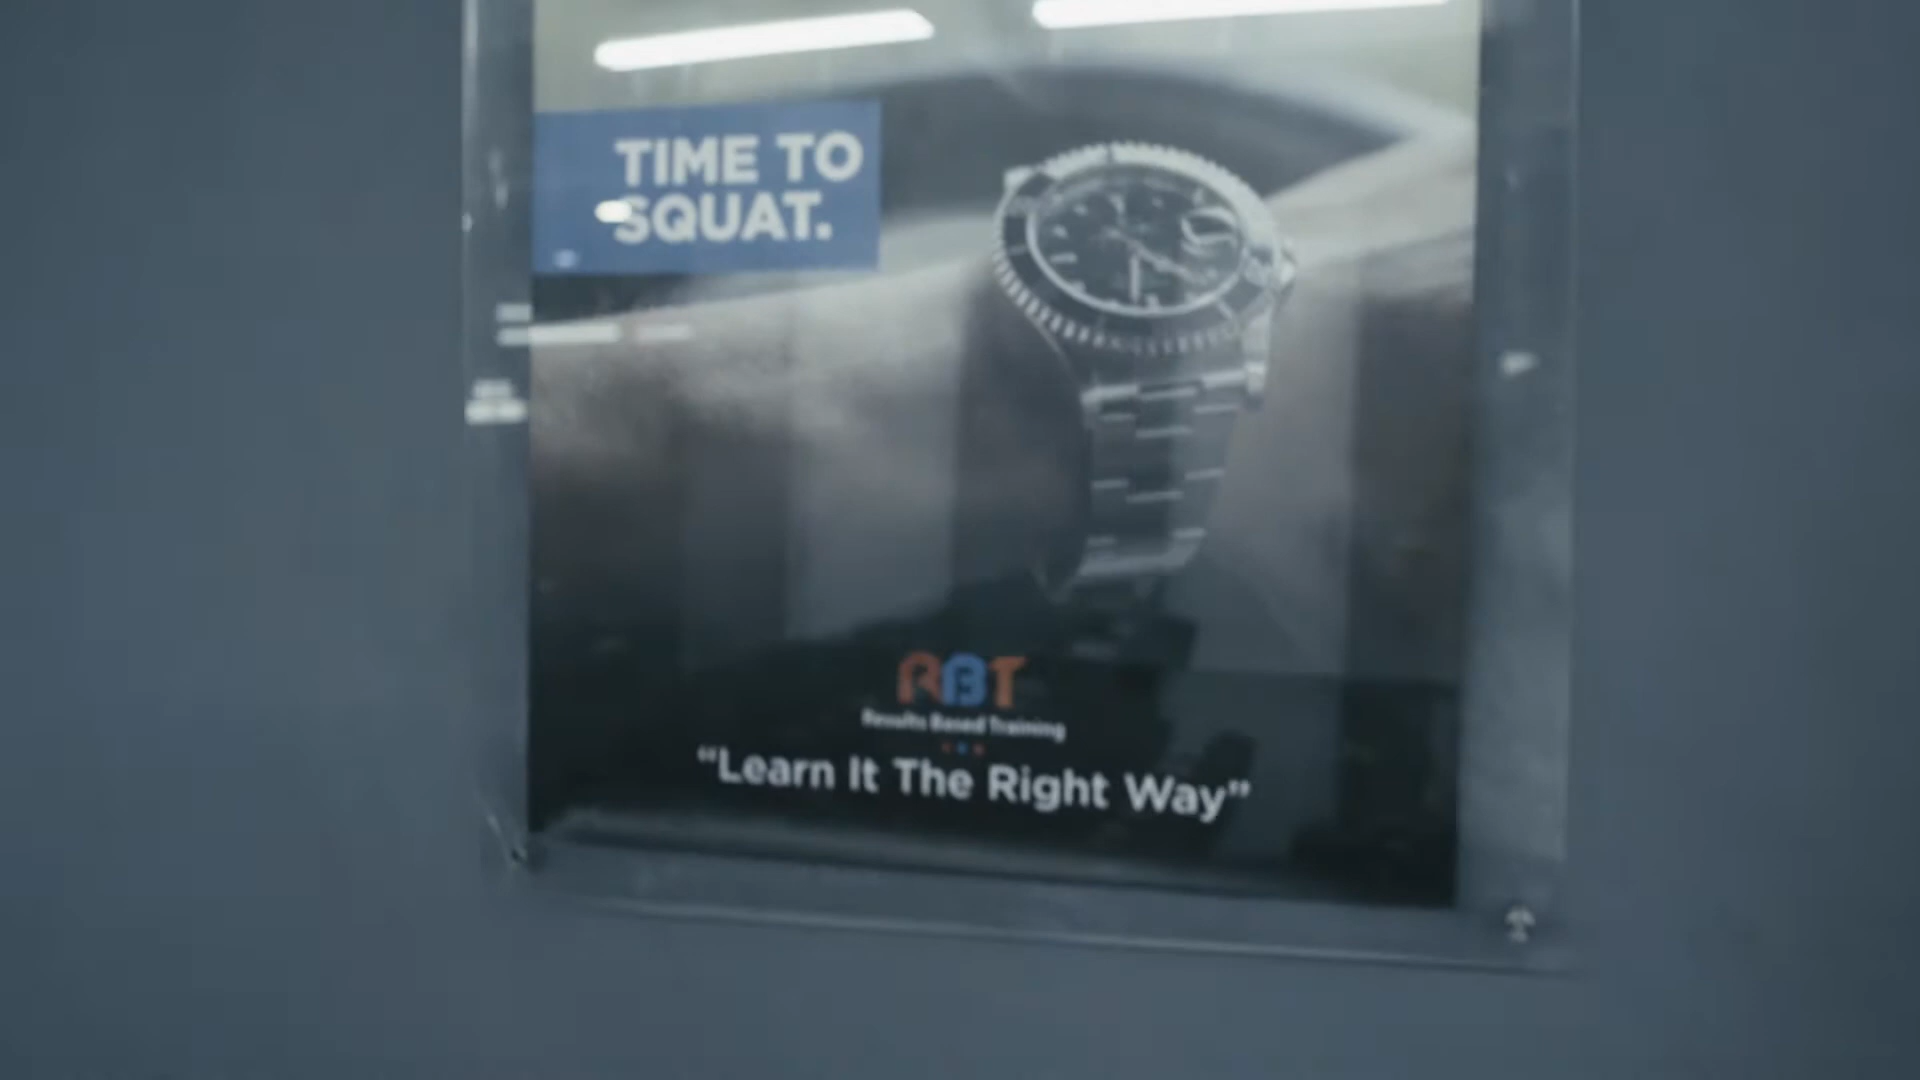 TIME TO
SQUAT.
RBT
Results Based Training
“Learn It The Right Way”